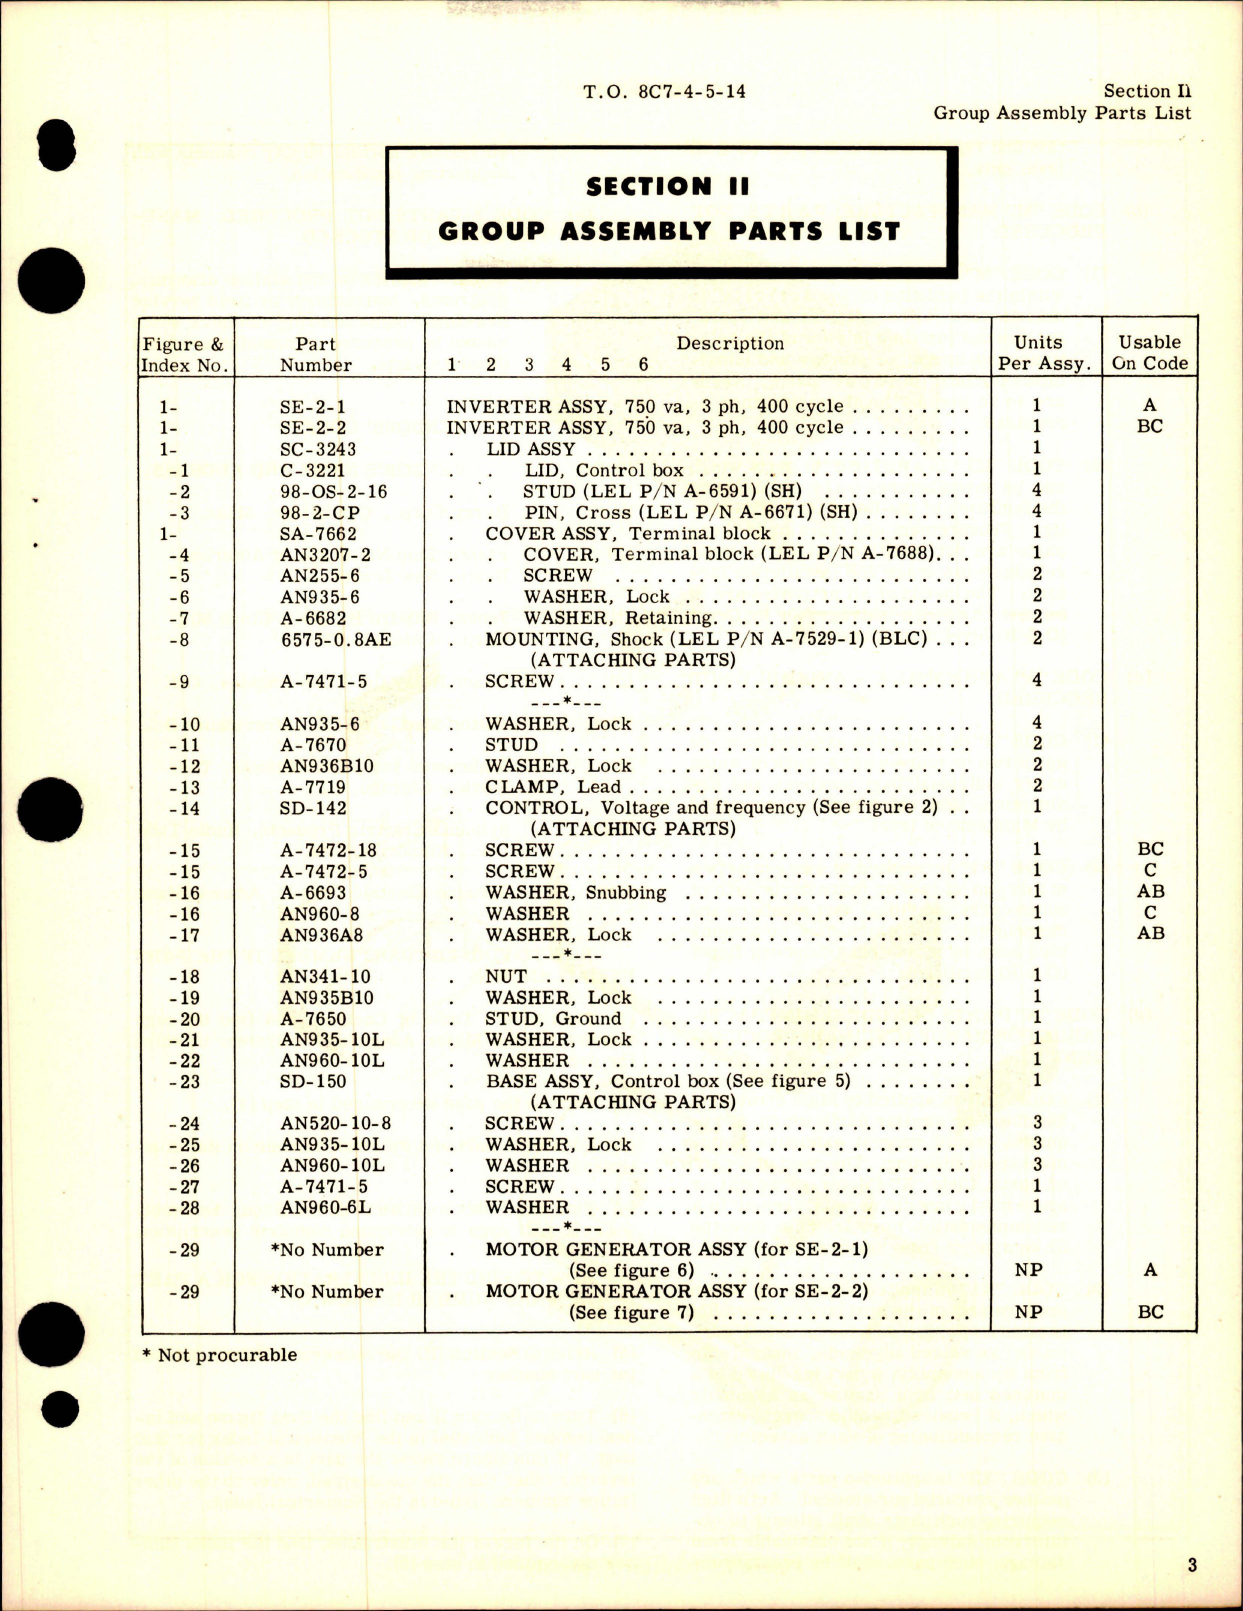 T.O. 8C7-4-5-14
Section II
Group Assembly Parts List
SECTION II
GROUP ASSEMBLY PARTS LIST
Figure & Index No. Part Number Description 1 2 3 4 5 6 Units Per Assy. Usable On Code
1- SE-2-1 INVERTER ASSY, 750 va, 3 ph, 400 cycle . . . . . . . . . 1 A
1- SE-2-2 INVERTER ASSY, 750 va, 3 ph, 400 cycle . . . . . . . . . 1 BC
1- SC-3243 . LID ASSY . . . . . . . . . . . . . . . . . . . . . . . . . . 1
-1 C-3221 . . LID, Control box . . . . . . . . . . . . . . . . . . . . 1
-2 98-OS-2-16 . . STUD (LEL P/N A-6591) (SH) . . . . . . . . . . . 4
-3 98-2-CP . . PIN, Cross (LEL P/N A-6671) (SH) . . . . . . . . 4
1- SA-7662 . COVER ASSY, Terminal block . . . . . . . . . . . . . . 1
-4 AN3207-2 . . COVER, Terminal block (LEL P/N A-7688). . . 1
-5 AN255-6 . . SCREW . . . . . . . . . . . . . . . . . . . . . . . . . . 2
-6 AN935-6 . . WASHER, Lock . . . . . . . . . . . . . . . . . . . . . 2
-7 A-6682 . . WASHER, Retaining. . . . . . . . . . . . . . . . . . . 2
-8 6575-0.8AE . MOUNTING, Shock (LEL P/N A-7529-1) (BLC) . . . 2
(ATTACHING PARTS)
-9 A-7471-5 . SCREW. . . . . . . . . . . . . . . . . . . . . . . . . . . . . . 4
---*---
-10 AN935-6 . WASHER, Lock . . . . . . . . . . . . . . . . . . . . . . . . 4
-11 A-7670 . STUD . . . . . . . . . . . . . . . . . . . . . . . . . . . . . . 2
-12 AN936B10 . WASHER, Lock . . . . . . . . . . . . . . . . . . . . . . . 2
-13 A-7719 . CLAMP, Lead . . . . . . . . . . . . . . . . . . . . . . . . . 2
-14 SD-142 . CONTROL, Voltage and frequency (See figure 2) . . 1
(ATTACHING PARTS)
-15 A-7472-18 . SCREW. . . . . . . . . . . . . . . . . . . . . . . . . . . . . . 1 BC
-15 A-7472-5 . SCREW. . . . . . . . . . . . . . . . . . . . . . . . . . . . . . 1 C
-16 A-6693 . WASHER, Snubbing . . . . . . . . . . . . . . . . . . . . . 1 AB
-16 AN960-8 . WASHER . . . . . . . . . . . . . . . . . . . . . . . . . . . . 1 C
-17 AN936A8 . WASHER, Lock . . . . . . . . . . . . . . . . . . . . . . . 1 AB
---*---
-18 AN341-10 . NUT . . . . . . . . . . . . . . . . . . . . . . . . . . . . . . . 1
-19 AN935B10 . WASHER, Lock . . . . . . . . . . . . . . . . . . . . . . . 1
-20 A-7650 . STUD, Ground . . . . . . . . . . . . . . . . . . . . . . . . 1
-21 AN935-10L . WASHER, Lock . . . . . . . . . . . . . . . . . . . . . . . . 1
-22 AN960-10L . WASHER . . . . . . . . . . . . . . . . . . . . . . . . . . . . 1
-23 SD-150 . BASE ASSY, Control box (See figure 5) . . . . . . . . 1
(ATTACHING PARTS)
-24 AN520-10-8 . SCREW. . . . . . . . . . . . . . . . . . . . . . . . . . . . . . 3
-25 AN935-10L . WASHER, Lock . . . . . . . . . . . . . . . . . . . . . . . 3
-26 AN960-10L . WASHER . . . . . . . . . . . . . . . . . . . . . . . . . . . . 3
-27 A-7471-5 . SCREW. . . . . . . . . . . . . . . . . . . . . . . . . . . . . . 1
-28 AN960-6L . WASHER . . . . . . . . . . . . . . . . . . . . . . . . . . . . 1
---*---
-29 *No Number . MOTOR GENERATOR ASSY (for SE-2-1)
(See figure 6) . . . . . . . . . . . . . . . . . . . NP A
-29 *No Number . MOTOR GENERATOR ASSY (for SE-2-2)
(See figure 7) . . . . . . . . . . . . . . . . . . . NP BC
* Not procurable
3